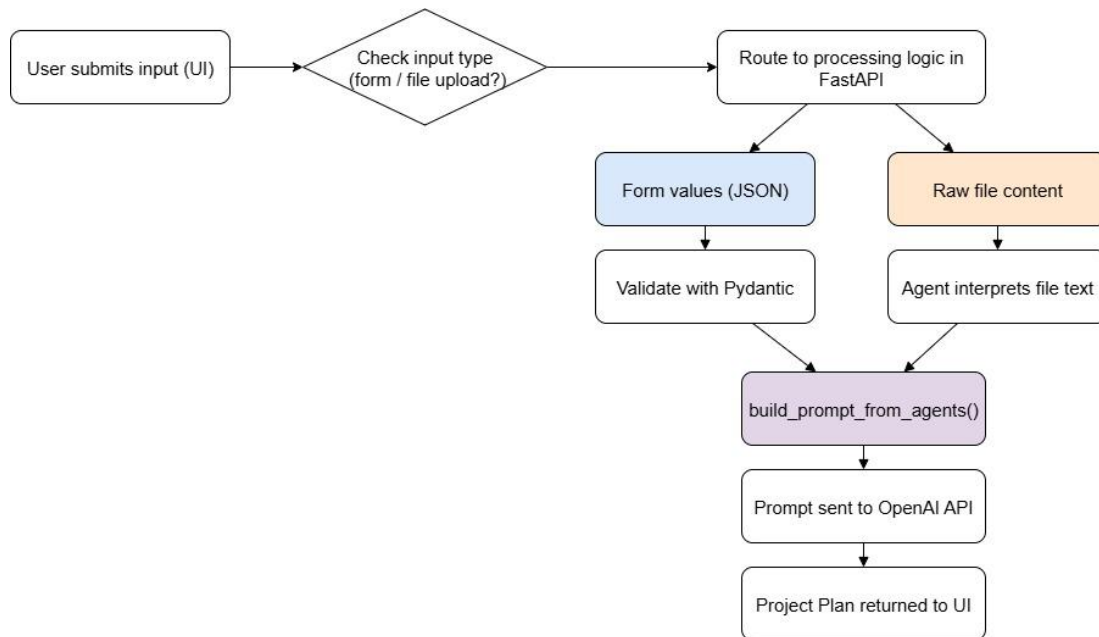 User submits input (UI)
Check input type
(form / file upload?)
Route to processing logic in
FastAPI
Form values (JSON)
Raw file content
Validate with Pydantic
Agent interprets file text
build_prompt_from_agents()
Prompt sent to OpenAI API
Project Plan returned to UI